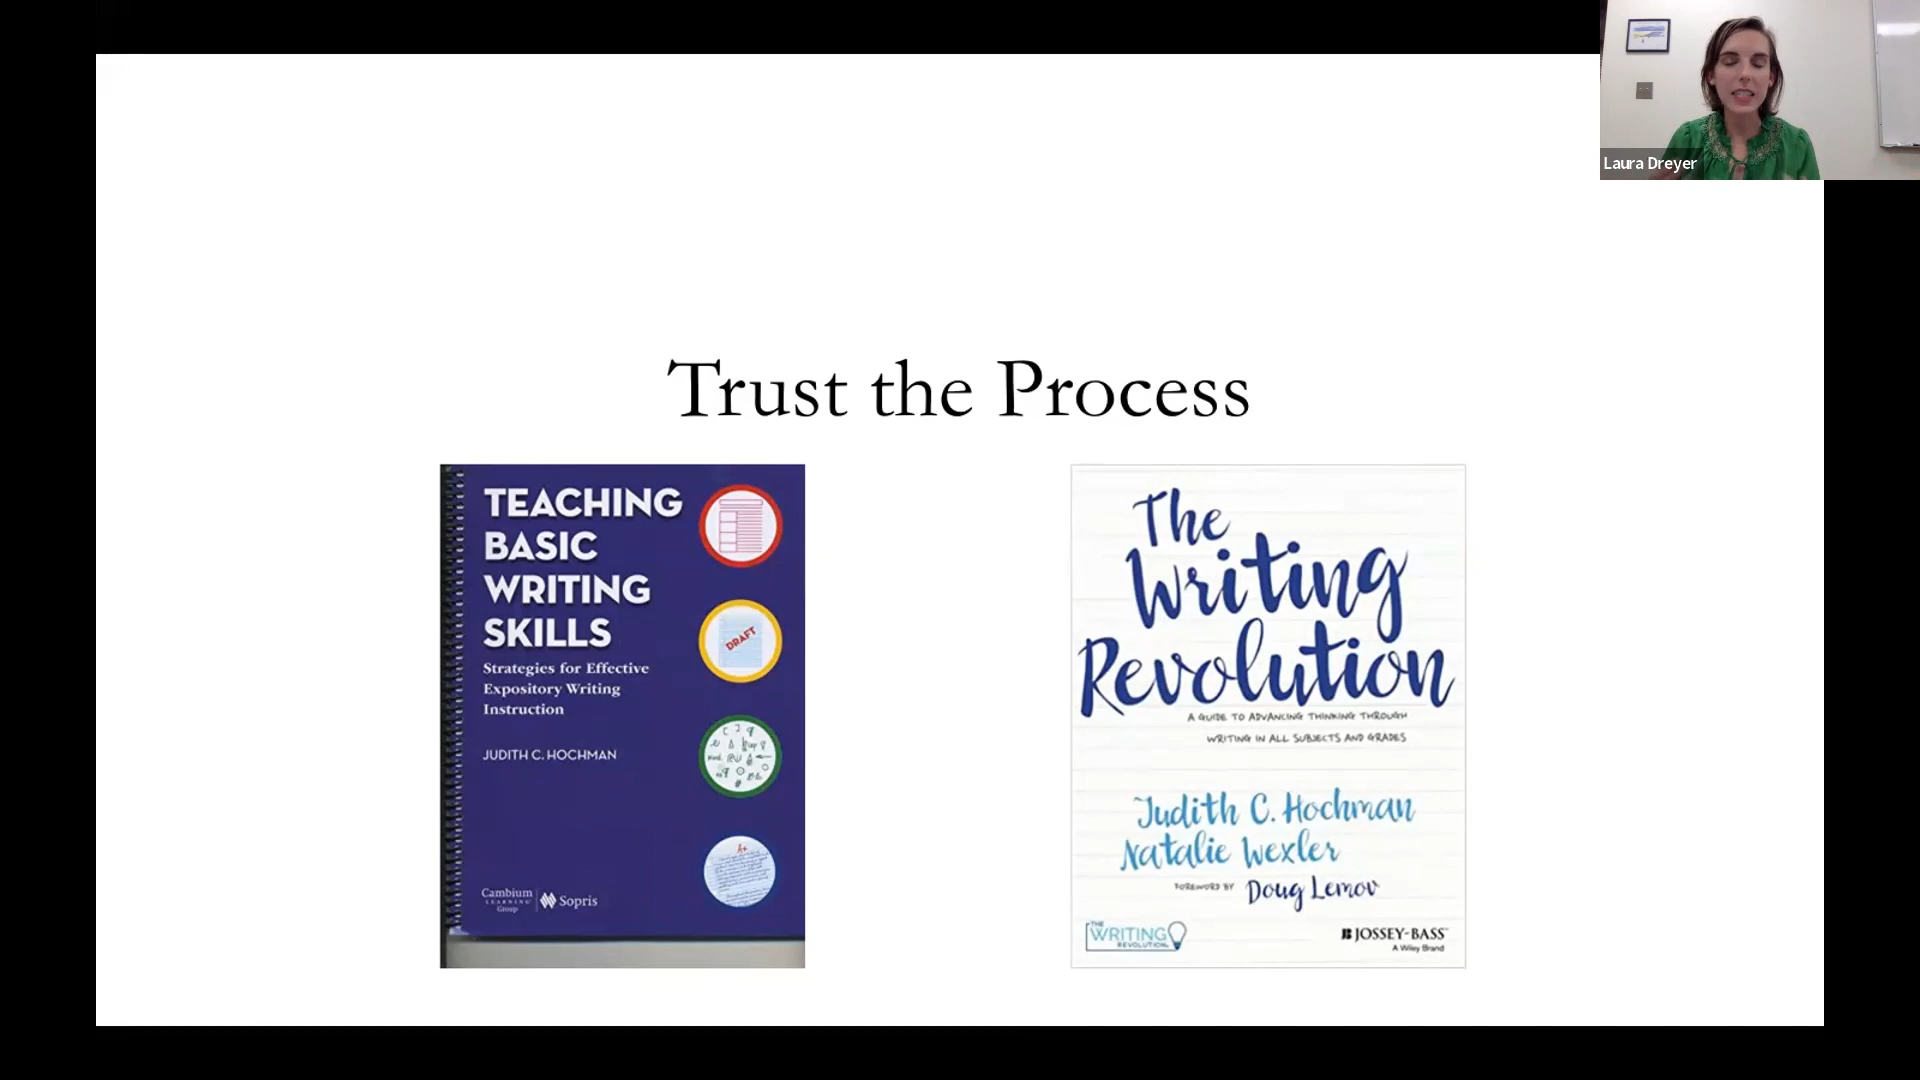 Laura Dreyer
Trust the Process
TEACHING
BASIC
WRITING
SKILLS
Strategies for Effective
Expository Writing
Instruction
JUDITH C. HOCHMAN
DRAFT
A+
Cambium
LEARNING
Group
Sopris
The
Writing
Revolution
A GUIDE TO ADVANCING THINKING THROUGH
WRITING IN ALL SUBJECTS AND GRADES
Judith C. Hochman
Natalie Wexler
FOREWORD BY Doug Lemov
THE
WRITING
REVOLUTION
JOSSEY-BASS
A Wiley Brand